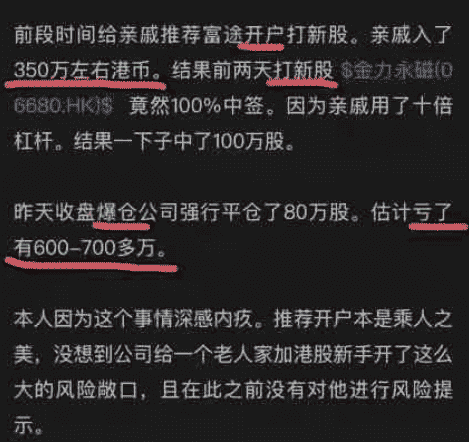 前段时间给亲戚推荐富途开户打新股。亲戚入了
350万左右港币。结果前两天打新股 $金力永磁(0
6680.HK)$ 竟然100%中签。因为亲戚用了十倍
杠杆。结果一下子中了100万股。
昨天收盘爆仓公司强行平仓了80万股。估计亏了
有600-700多万。
本人因为这个事情深感内疚。推荐开户本是乘人之
美，没想到公司给一个老人家加港股新手开了这么
大的风险敞口，且在此之前没有对他进行风险提
示。